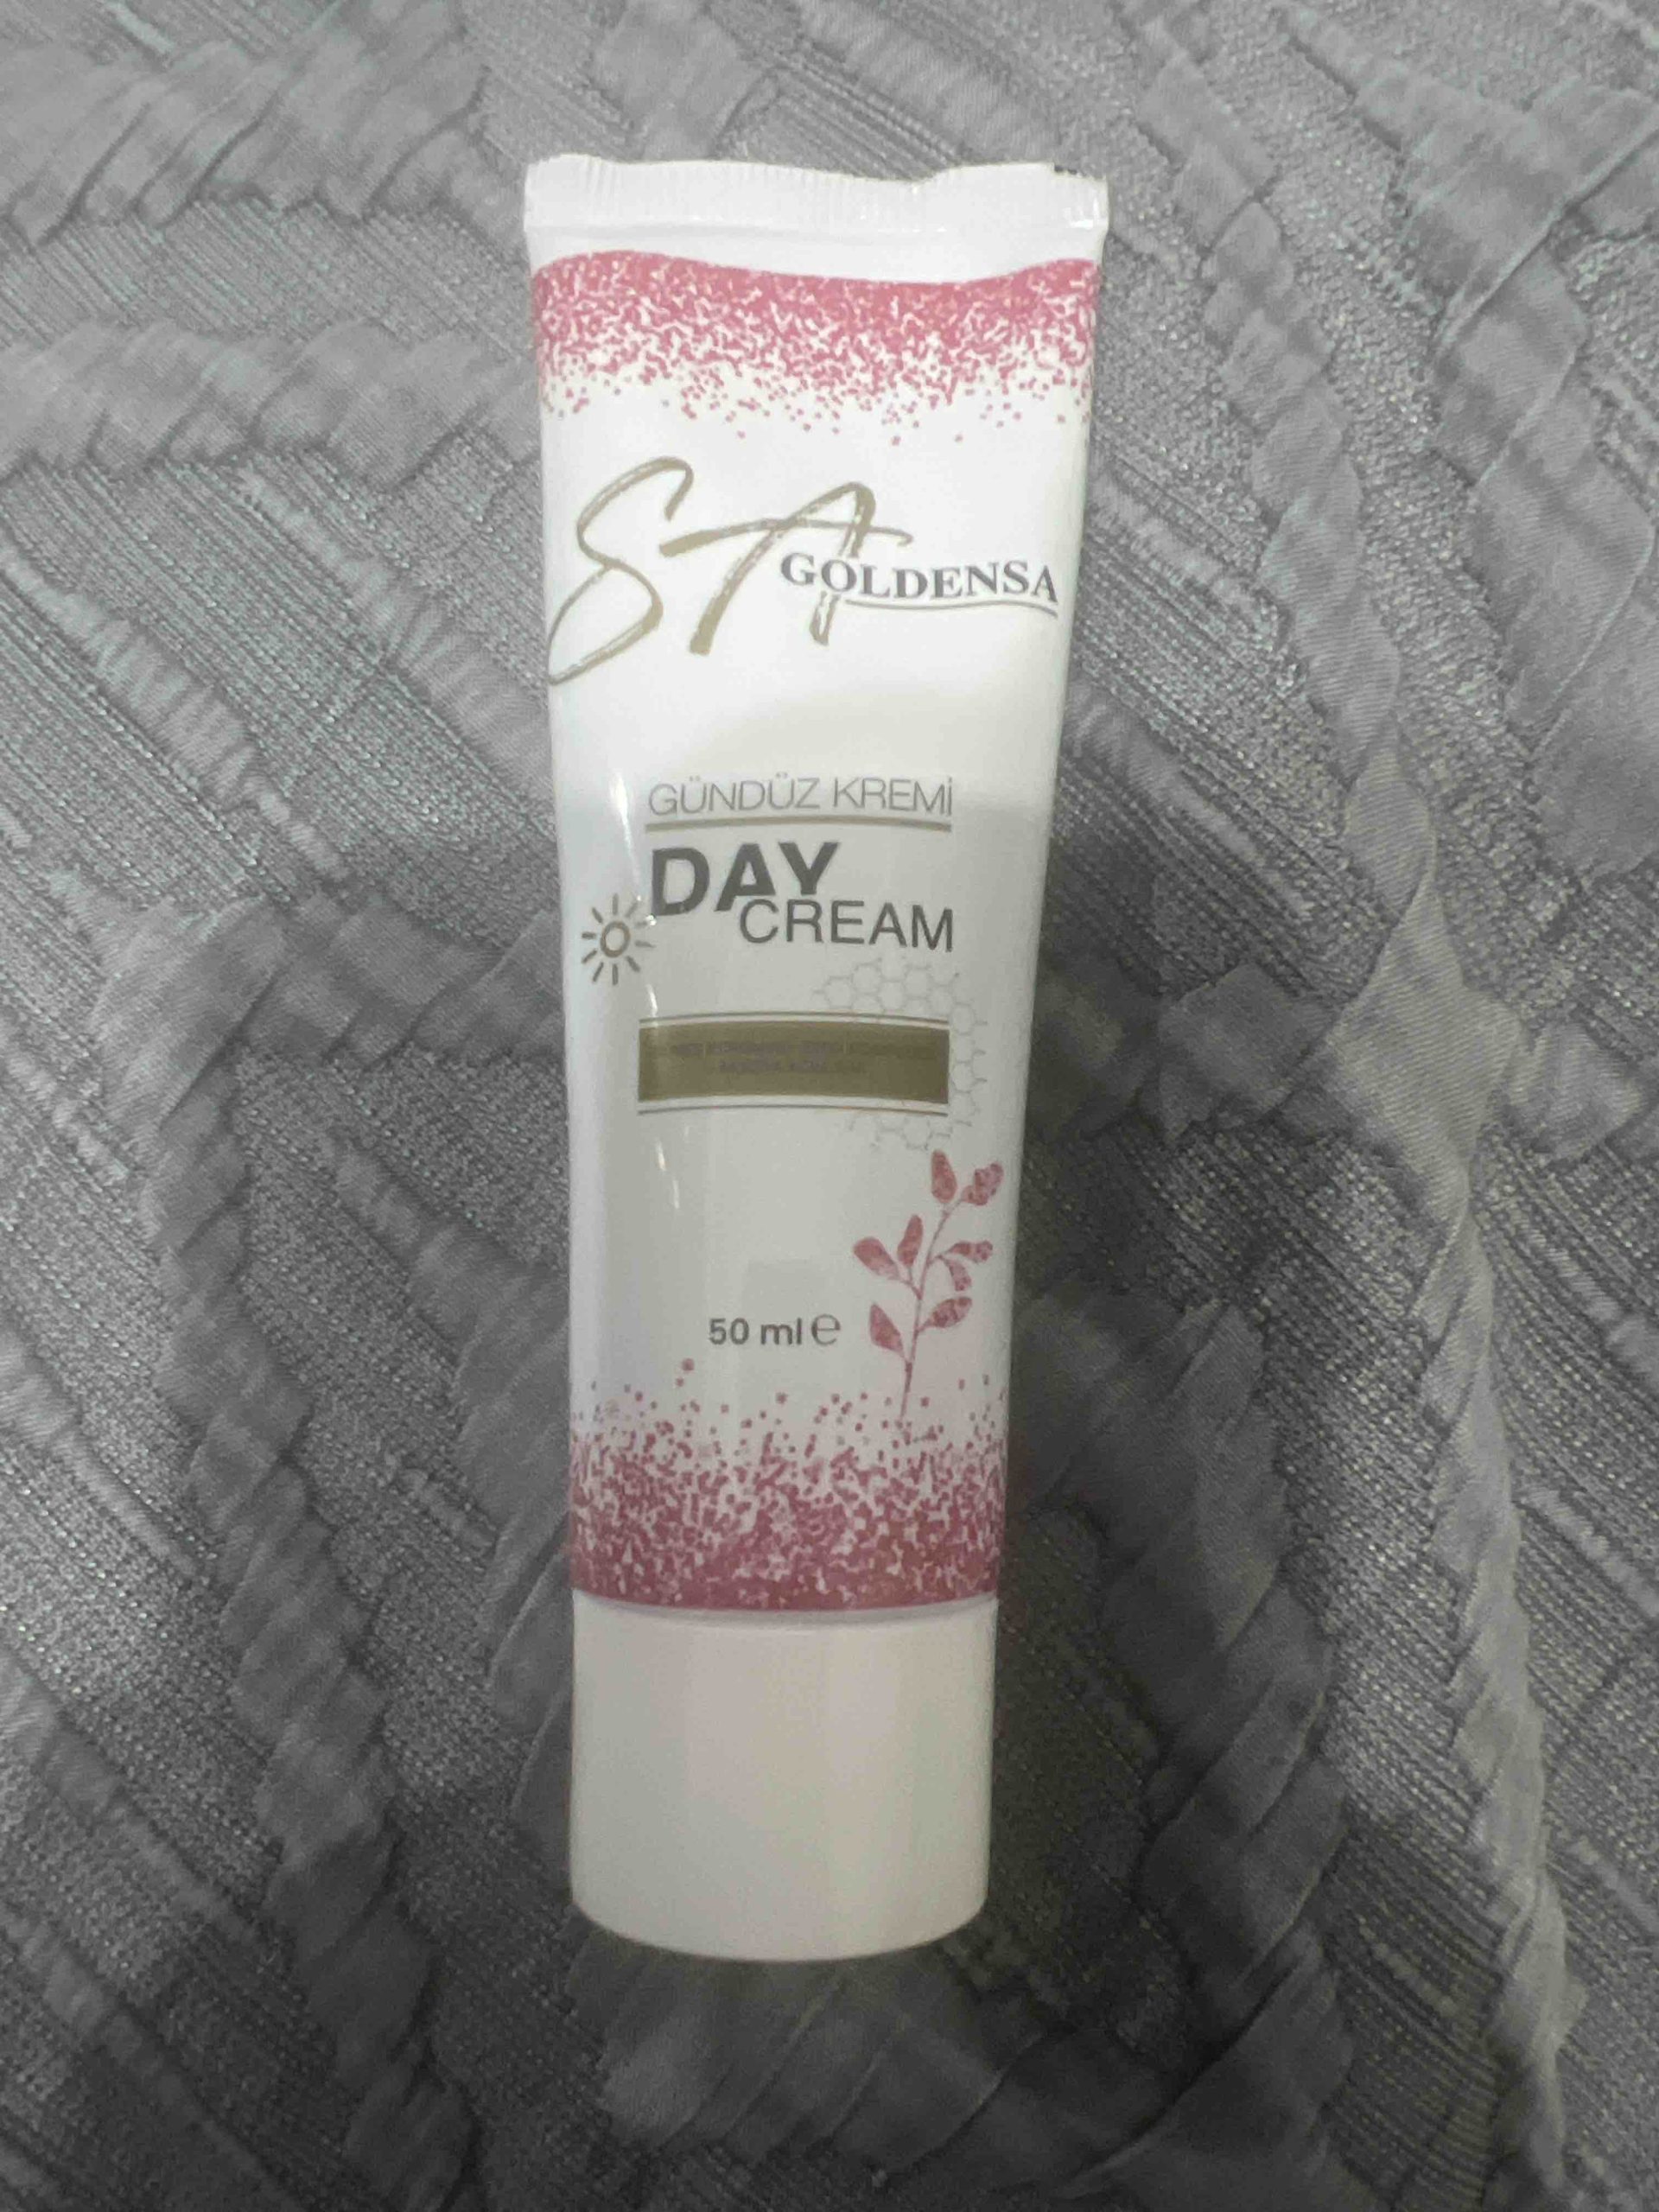 SA
GOLDENSA
GÜNDÜZ KREMİ
DAY
CREAM
50 ml e